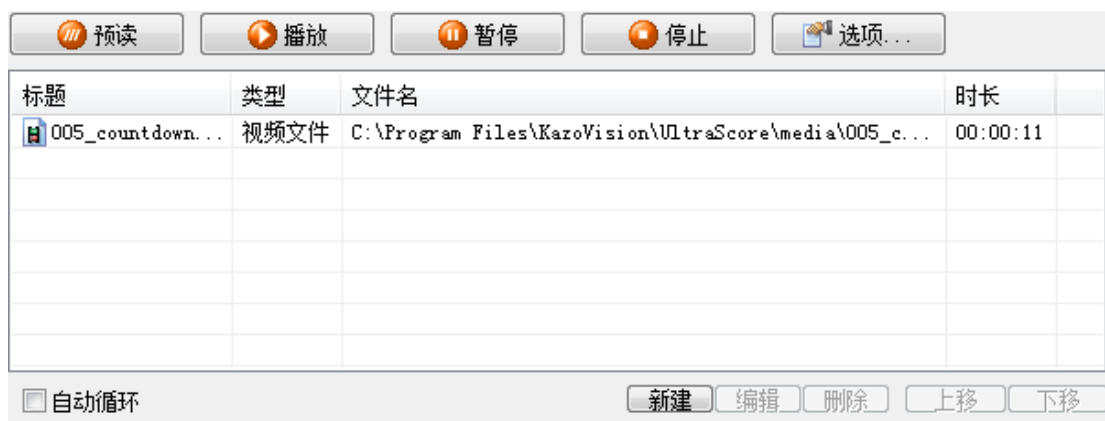 预读 播放 暂停 停止 选项...
标题 类型 文件名 时长
005_countdown... 视频文件 C:\Program Files\KazoVision\UltraScore\media\005_c... 00:00:11
自动循环 新建 编辑 删除 上移 下移